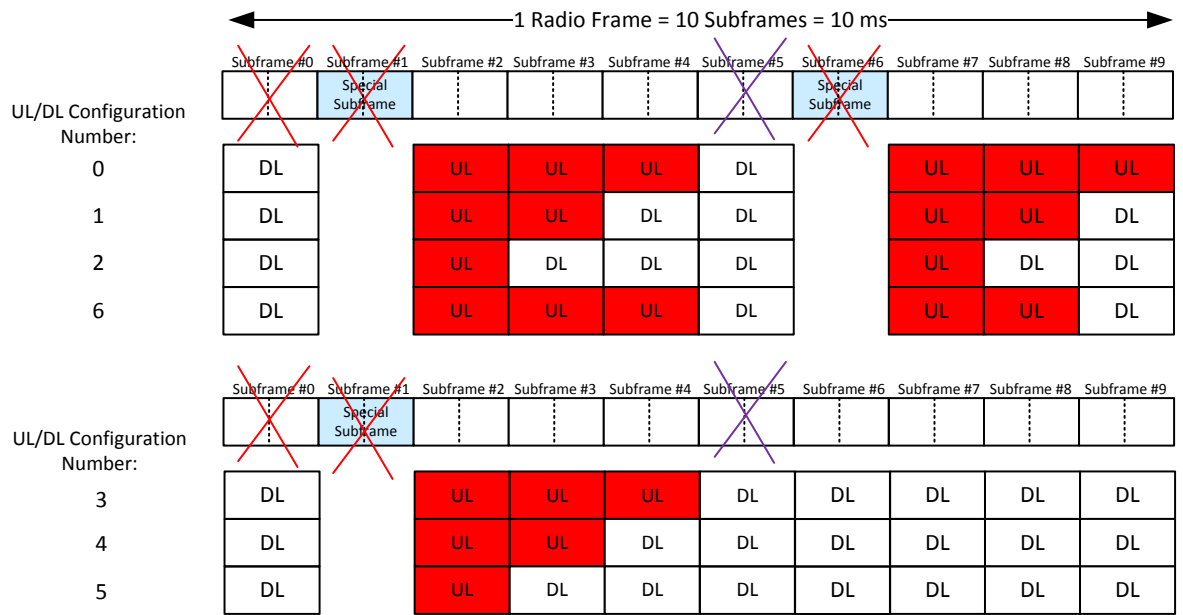 1 Radio Frame = 10 Subframes = 10 ms
Subframe #0 Subframe #1 Subframe #2 Subframe #3 Subframe #4 Subframe #5 Subframe #6 Subframe #7 Subframe #8 Subframe #9
Special Special
Subframe Subframe
UL/DL Configuration
Number:
0 DL UL UL UL DL UL UL UL
1 DL UL UL DL DL UL UL DL
2 DL UL DL DL DL UL DL DL
6 DL UL UL UL DL UL UL DL
Subframe #0 Subframe #1 Subframe #2 Subframe #3 Subframe #4 Subframe #5 Subframe #6 Subframe #7 Subframe #8 Subframe #9
Special
Subframe
UL/DL Configuration
Number:
3 DL UL UL UL DL DL DL DL DL
4 DL UL UL DL DL DL DL DL DL
5 DL UL DL DL DL DL DL DL DL